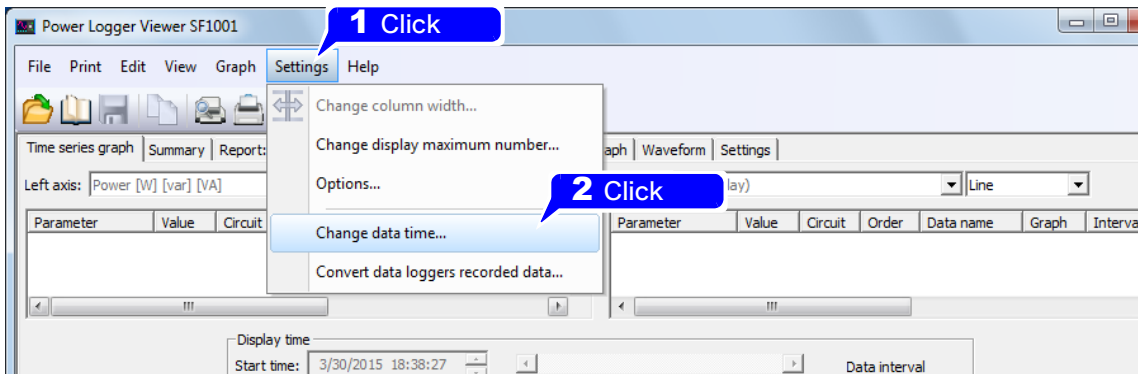 Power Logger Viewer SF1001
1 Click
File Print Edit View Graph Settings Help
Change column width...
Time series graph Summary Report: aph Waveform Settings
Change display maximum number...
Left axis: Power [W] [var] [VA] lay) Line
Options...
2 Click
Parameter Value Circuit Parameter Value Circuit Order Data name Graph Interva
Change data time...
Convert data loggers recorded data...
Display time
Start time: 3/30/2015 18:38:27 Data interval